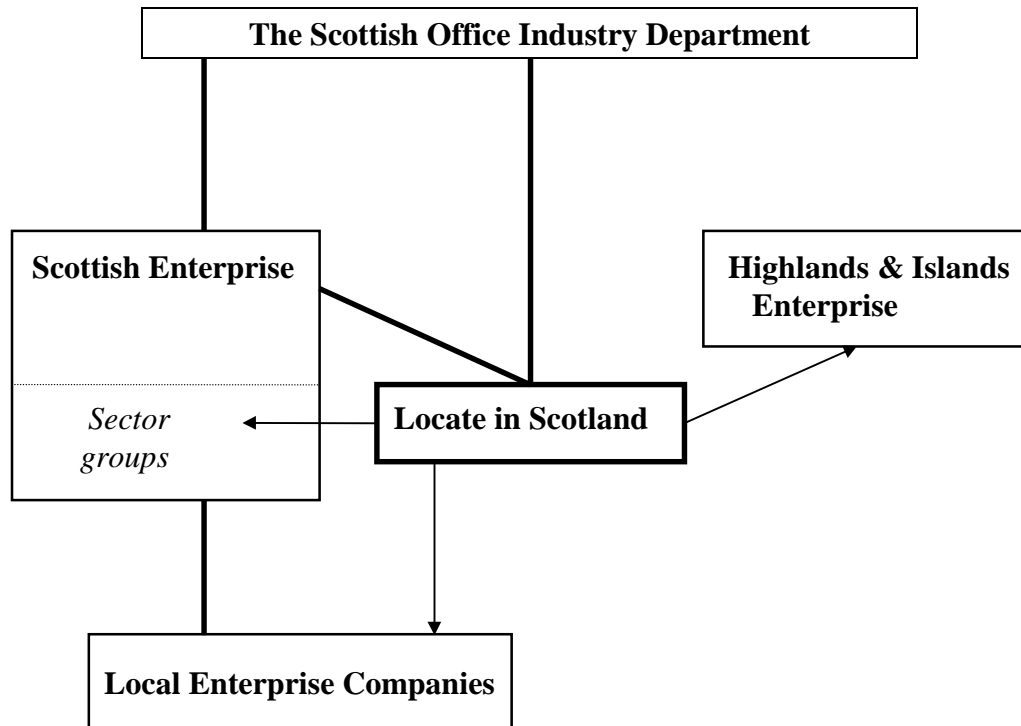 The Scottish Office Industry Department
Scottish Enterprise
Highlands & Islands
Enterprise
Sector
groups
Locate in Scotland
Local Enterprise Companies